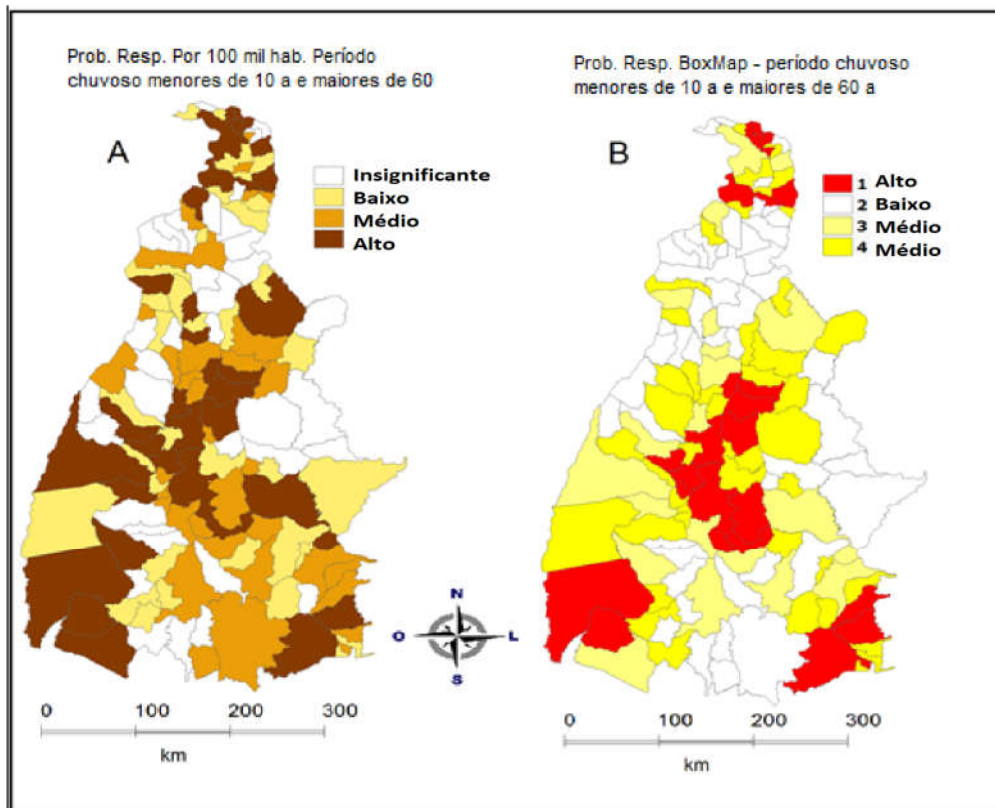 Prob. Resp. Por 100 mil hab. Período
chuvoso menores de 10 a e maiores de 60
A
Insignificante
Baixo
Médio
Alto
0 100 200 300
km
N
O L
S
Prob. Resp. BoxMap - período chuvoso
menores de 10 a e maiores de 60 a
B
1 Alto
2 Baixo
3 Médio
4 Médio
0 100 200 300
km